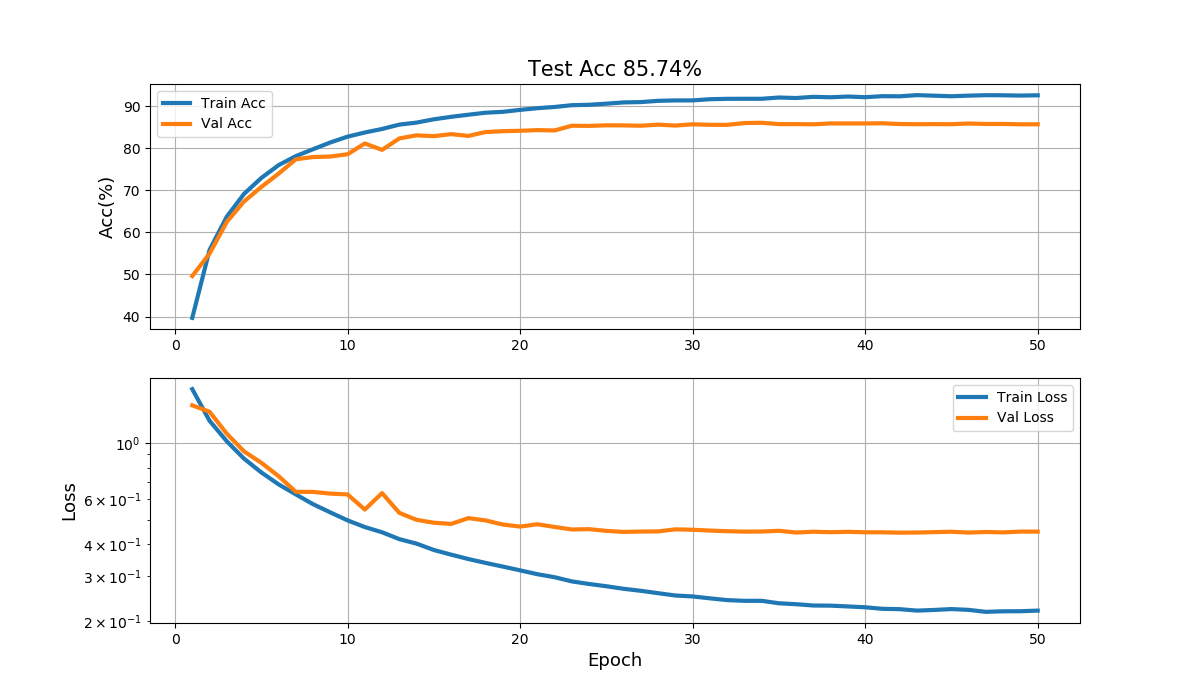 Test Acc 85.74%
Train Acc
Val Acc
90
80
70
60
50
40
Acc(%)
0 10 20 30 40 50
Train Loss
Val Loss
10⁰
6 × 10⁻¹
4 × 10⁻¹
3 × 10⁻¹
2 × 10⁻¹
Loss
0 10 20 30 40 50
Epoch